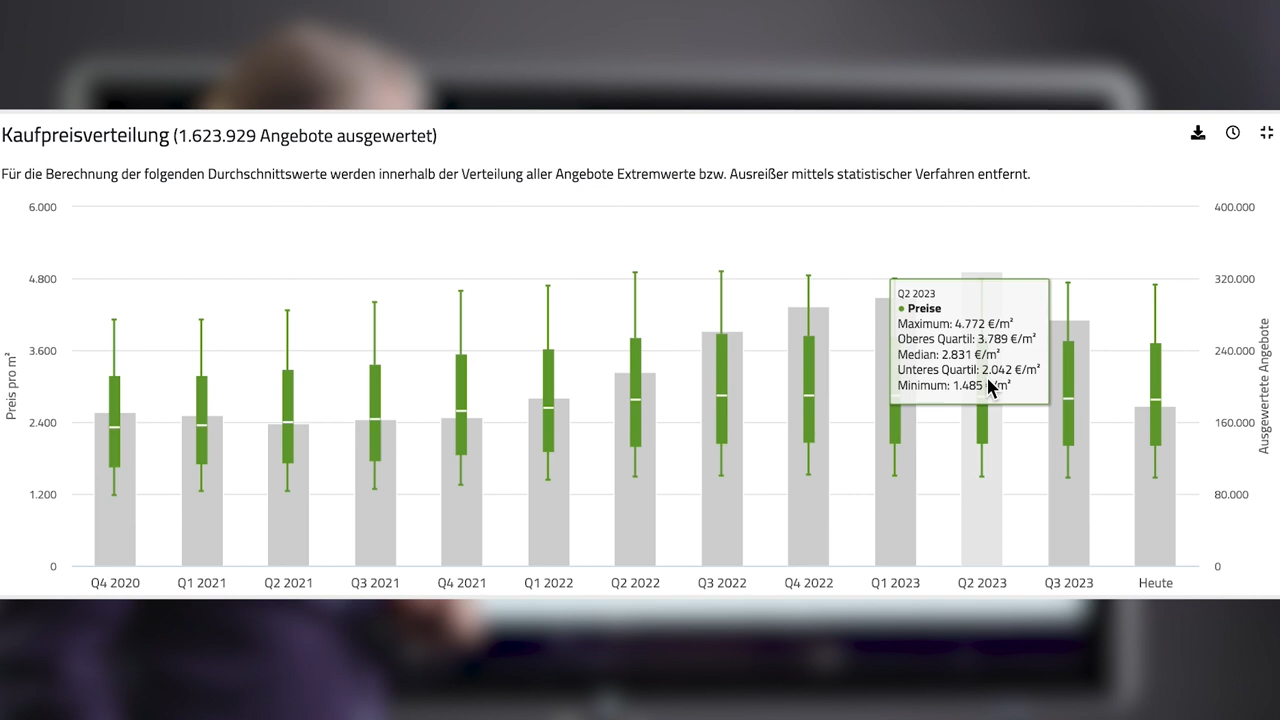 Kaufpreisverteilung (1.623.929 Angebote ausgewertet)
Für die Berechnung der folgenden Durchschnittswerte werden innerhalb der Verteilung aller Angebote Extremwerte bzw. Ausreißer mittels statistischer Verfahren entfernt.
6.000
4.800
3.600
2.400
1.200
0
Preis pro m²
400.000
320.000
240.000
160.000
80.000
0
Ausgewertete Angebote
Q2 2023
Preise
Maximum: 4.772 €/m²
Oberes Quartil: 3.789 €/m²
Median: 2.831 €/m²
Unteres Quartil: 2.042 €/m²
Minimum: 1.485 €/m²
Q4 2020 Q1 2021 Q2 2021 Q3 2021 Q4 2021 Q1 2022 Q2 2022 Q3 2022 Q4 2022 Q1 2023 Q2 2023 Q3 2023 Heute